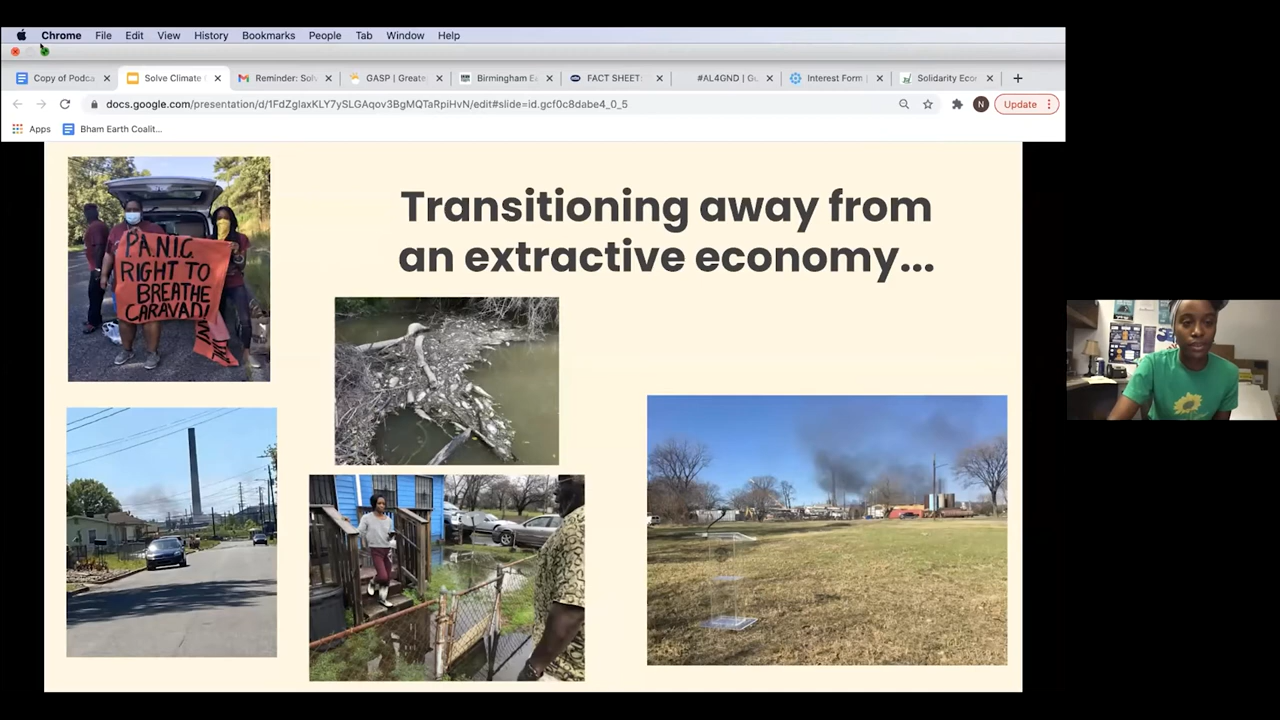 Chrome File Edit View History Bookmarks People Tab Window Help
Copy of Podca Solve Climate Reminder: Solv GASP | Greate Birmingham Ea FACT SHEET: #AL4GND | Gu Interest Form | Solidarity Ecor
docs.google.com/presentation/d/1FdZglaxKLY7ySLGAqov3BgMQTaRpiHvN/edit#slide=id.gcf0c8dabe4_0_5 N Update
Apps Bham Earth Coalit...
Transitioning away from
an extractive economy...
P.A.N.I.C.
RIGHT TO
BREATHE
CARAVAN!